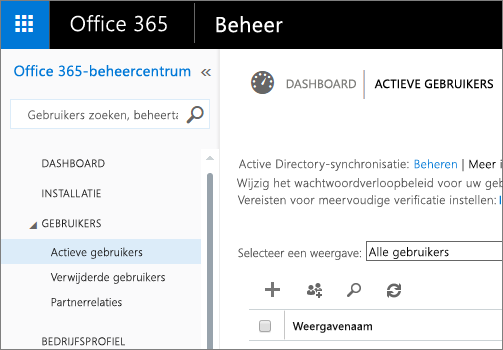 Office 365 Beheer
Office 365-beheercentrum «
Gebruikers zoeken, beheerta
DASHBOARD
INSTALLATIE
GEBRUIKERS
Actieve gebruikers
Verwijderde gebruikers
Partnerrelaties
BEDRIJFSPROFIEL
DASHBOARD ACTIEVE GEBRUIKERS
Active Directory-synchronisatie: Beheren | Meer i
Wijzig het wachtwoordverloopbeleid voor uw geb
Vereisten voor meervoudige verificatie instellen:
Selecteer een weergave: Alle gebruikers
Weergavenaam